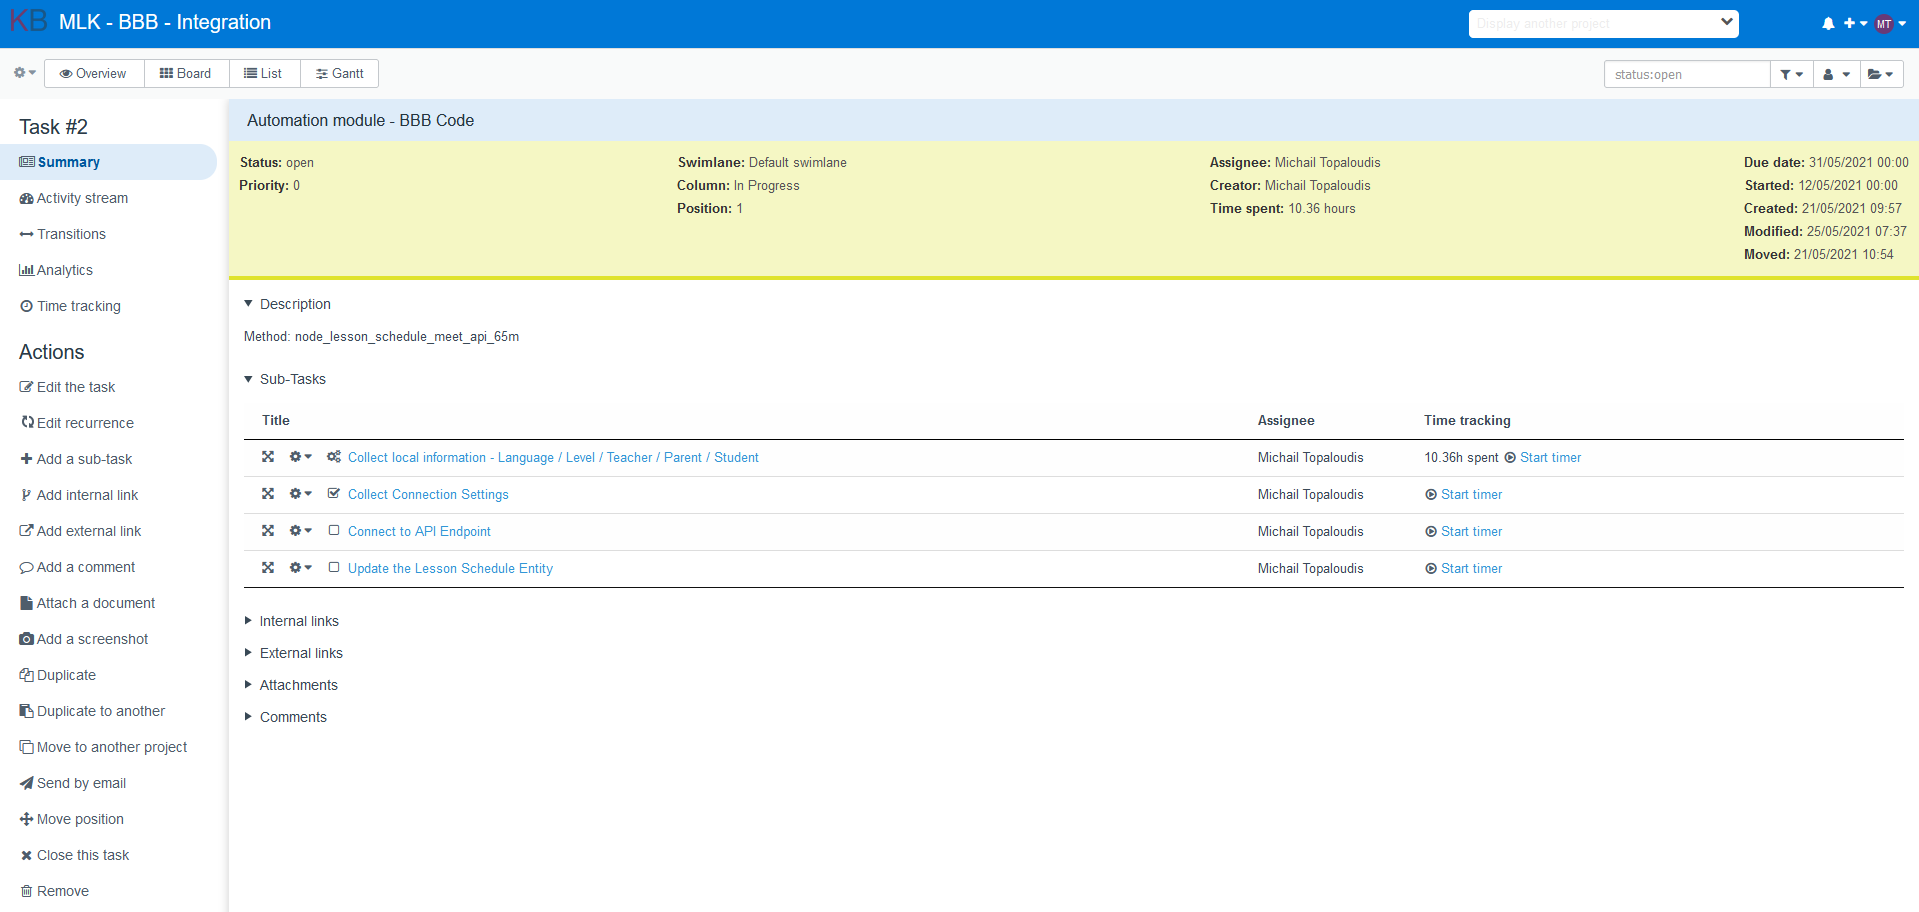 KB MLK - BBB - Integration
Display another project
MT
Overview Board List Gantt
status:open
Task #2
Summary
Activity stream
Transitions
Analytics
Time tracking
Actions
Edit the task
Edit recurrence
Add a sub-task
Add internal link
Add external link
Add a comment
Attach a document
Add a screenshot
Duplicate
Duplicate to another
Move to another project
Send by email
Move position
Close this task
Remove
Automation module - BBB Code
Status: open
Priority: 0
Swimlane: Default swimlane
Column: In Progress
Position: 1
Assignee: Michail Topaloudis
Creator: Michail Topaloudis
Time spent: 10.36 hours
Due date: 31/05/2021 00:00
Started: 12/05/2021 00:00
Created: 21/05/2021 09:57
Modified: 25/05/2021 07:37
Moved: 21/05/2021 10:54
Description
Method: node_lesson_schedule_meet_api_65m
Sub-Tasks
Title Assignee Time tracking
Collect local information - Language / Level / Teacher / Parent / Student Michail Topaloudis 10.36h spent Start timer
Collect Connection Settings Michail Topaloudis Start timer
Connect to API Endpoint Michail Topaloudis Start timer
Update the Lesson Schedule Entity Michail Topaloudis Start timer
Internal links
External links
Attachments
Comments